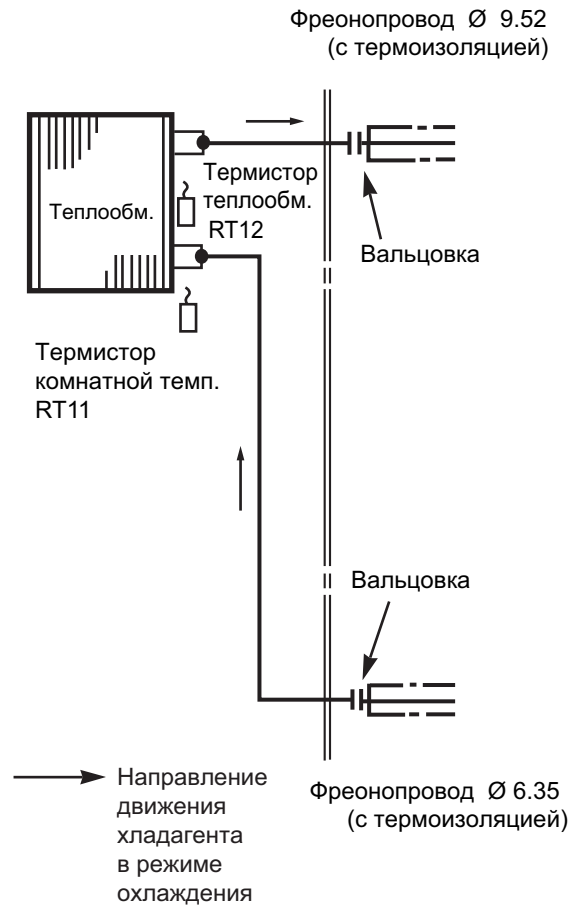 Фреонопровод Ø 9.52
(с термоизоляцией)
Теплообм.
Термистор
теплообм.
RT12
Вальцовка
Термистор
комнатной темп.
RT11
Вальцовка
Направление
движения
хладагента
в режиме
охлаждения
Фреонопровод Ø 6.35
(с термоизоляцией)